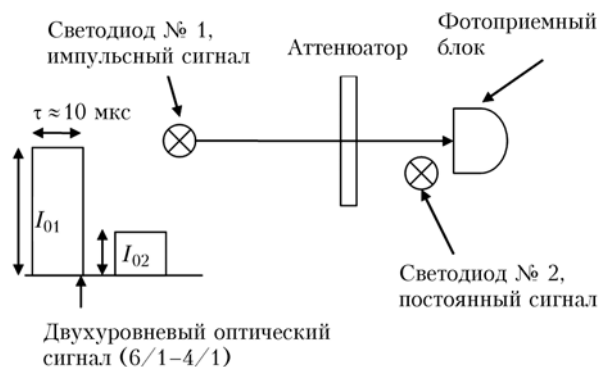 Светодиод № 1,
импульсный сигнал
Аттенюатор
Фотоприемный
блок
τ ≈ 10 мкс
I01
I02
Светодиод № 2,
постоянный сигнал
Двухуровневый оптический
сигнал (6/1–4/1)